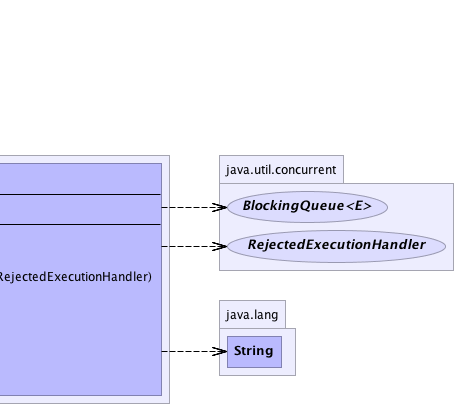 java.util.concurrent
BlockingQueue<E>
RejectedExecutionHandler
RejectedExecutionHandler)
java.lang
String